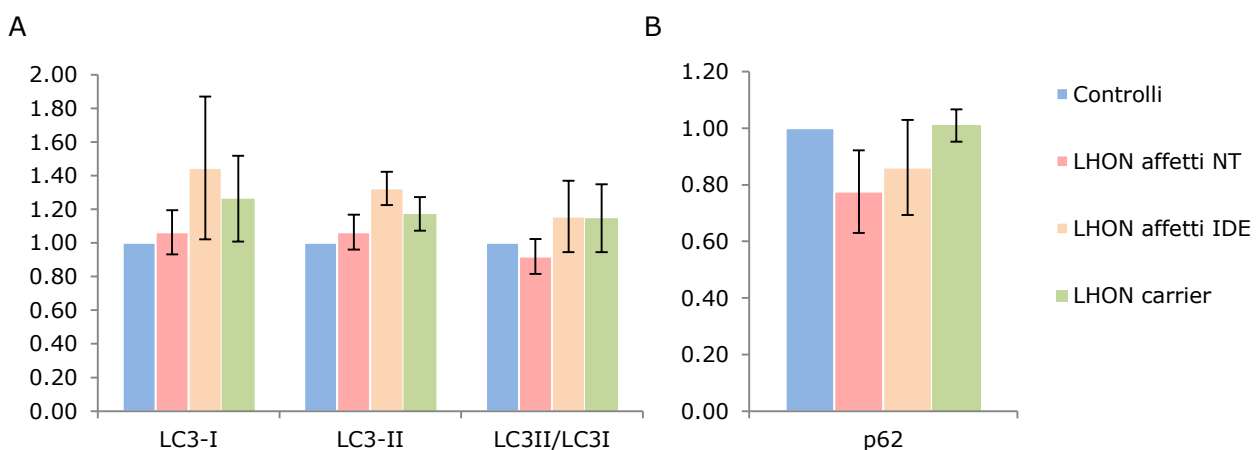 A
2.00
1.80
1.60
1.40
1.20
1.00
0.80
0.60
0.40
0.20
0.00
LC3-I LC3-II LC3II/LC3I
B
1.20
1.00
0.80
0.60
0.40
0.20
0.00
p62
Controlli
LHON affetti NT
LHON affetti IDE
LHON carrier